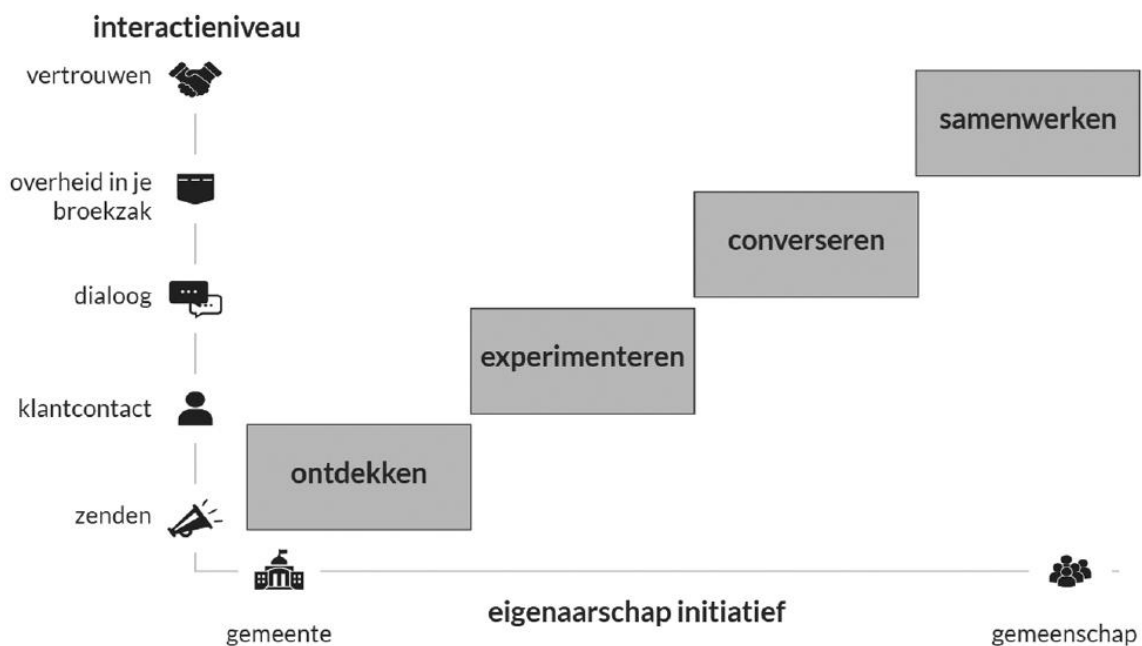 interactieniveau
vertrouwen
samenwerken
overheid in je
broekzak
converseren
dialoog
experimenteren
klantcontact
ontdekken
zenden
eigenaarschap initiatief
gemeente
gemeenschap